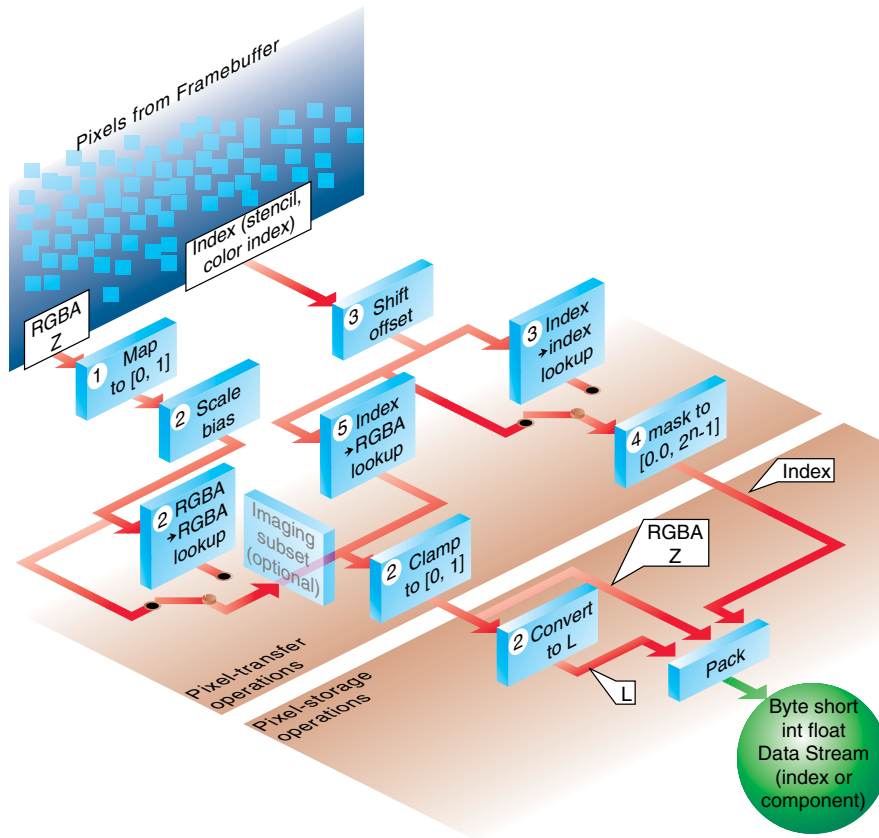 Pixels from Framebuffer
Index (stencil,
color index)
RGBA
Z
1 Map
to [0, 1]
2 Scale
bias
3 Shift
offset
3 Index
➔index
lookup
5 Index
➔RGBA
lookup
4 mask to
[0.0, 2ⁿ-1]
Index
2 RGBA
➔RGBA
lookup
Imaging
subset
(optional)
2 Clamp
to [0, 1]
RGBA
Z
2 Convert
to L
L
Pack
Pixel-transfer
operations
Pixel-storage
operations
Byte short
int float
Data Stream
(index or
component)